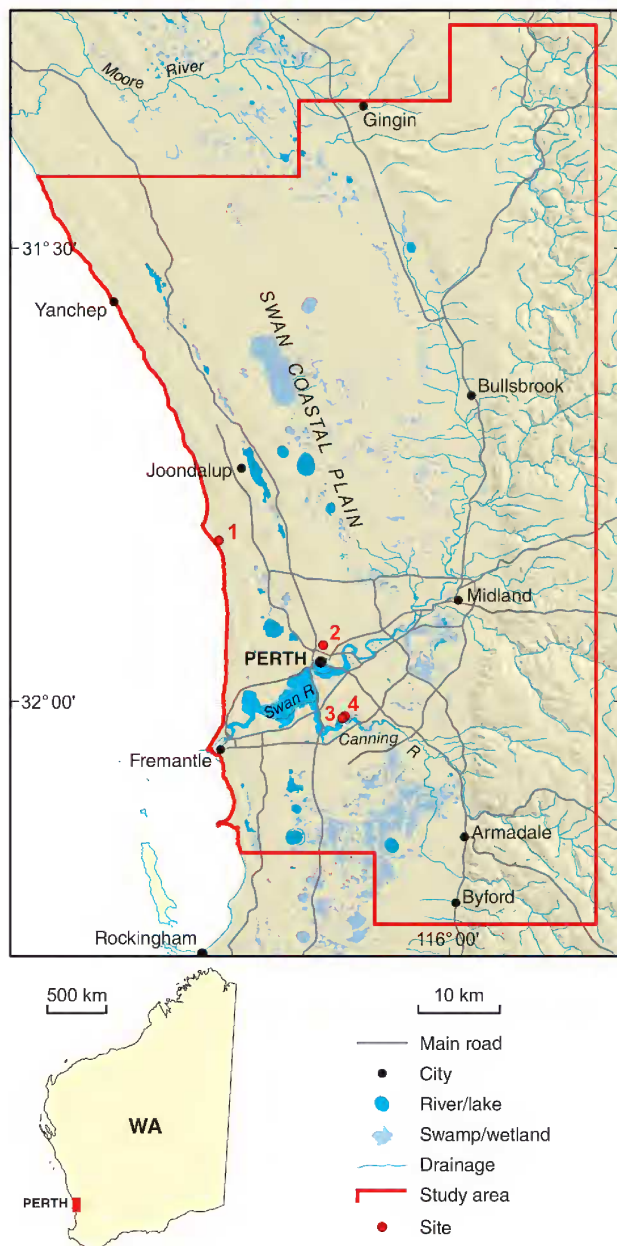 Moore River
Gingin
31°30'
Yanchep
SWAN COASTAL PLAIN
Bullsbrook
Joondalup
1
Midland
2
PERTH
32°00'
Swan R
3 4
Canning R
Fremantle
Armadale
Byford
Rockingham
116°00'
500 km
10 km
Main road
City
River/lake
WA
Swamp/wetland
Drainage
PERTH
Study area
Site